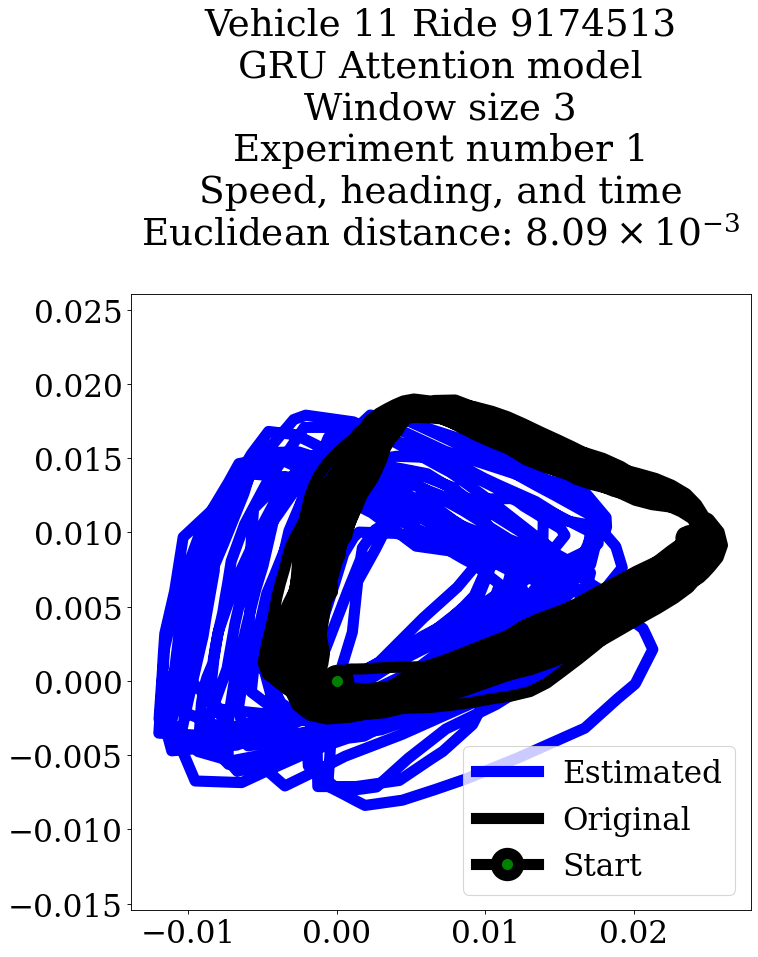 Vehicle 11 Ride 9174513
GRU Attention model
Window size 3
Experiment number 1
Speed, heading, and time
Euclidean distance: 8.09 × 10⁻³
0.025
0.020
0.015
0.010
0.005
0.000
−0.005
−0.010
−0.015
Estimated
Original
Start
−0.01 0.00 0.01 0.02